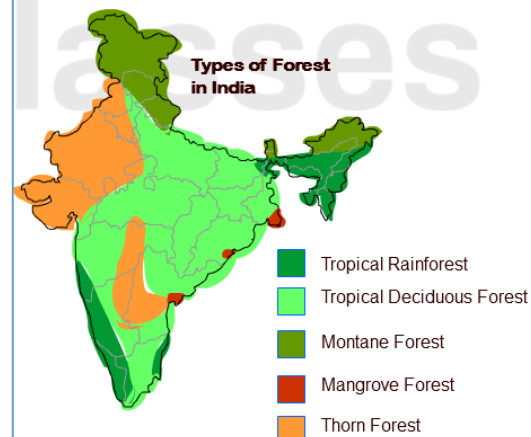 lasses
Types of Forest
in India
Tropical Rainforest
Tropical Deciduous Forest
Montane Forest
Mangrove Forest
Thorn Forest